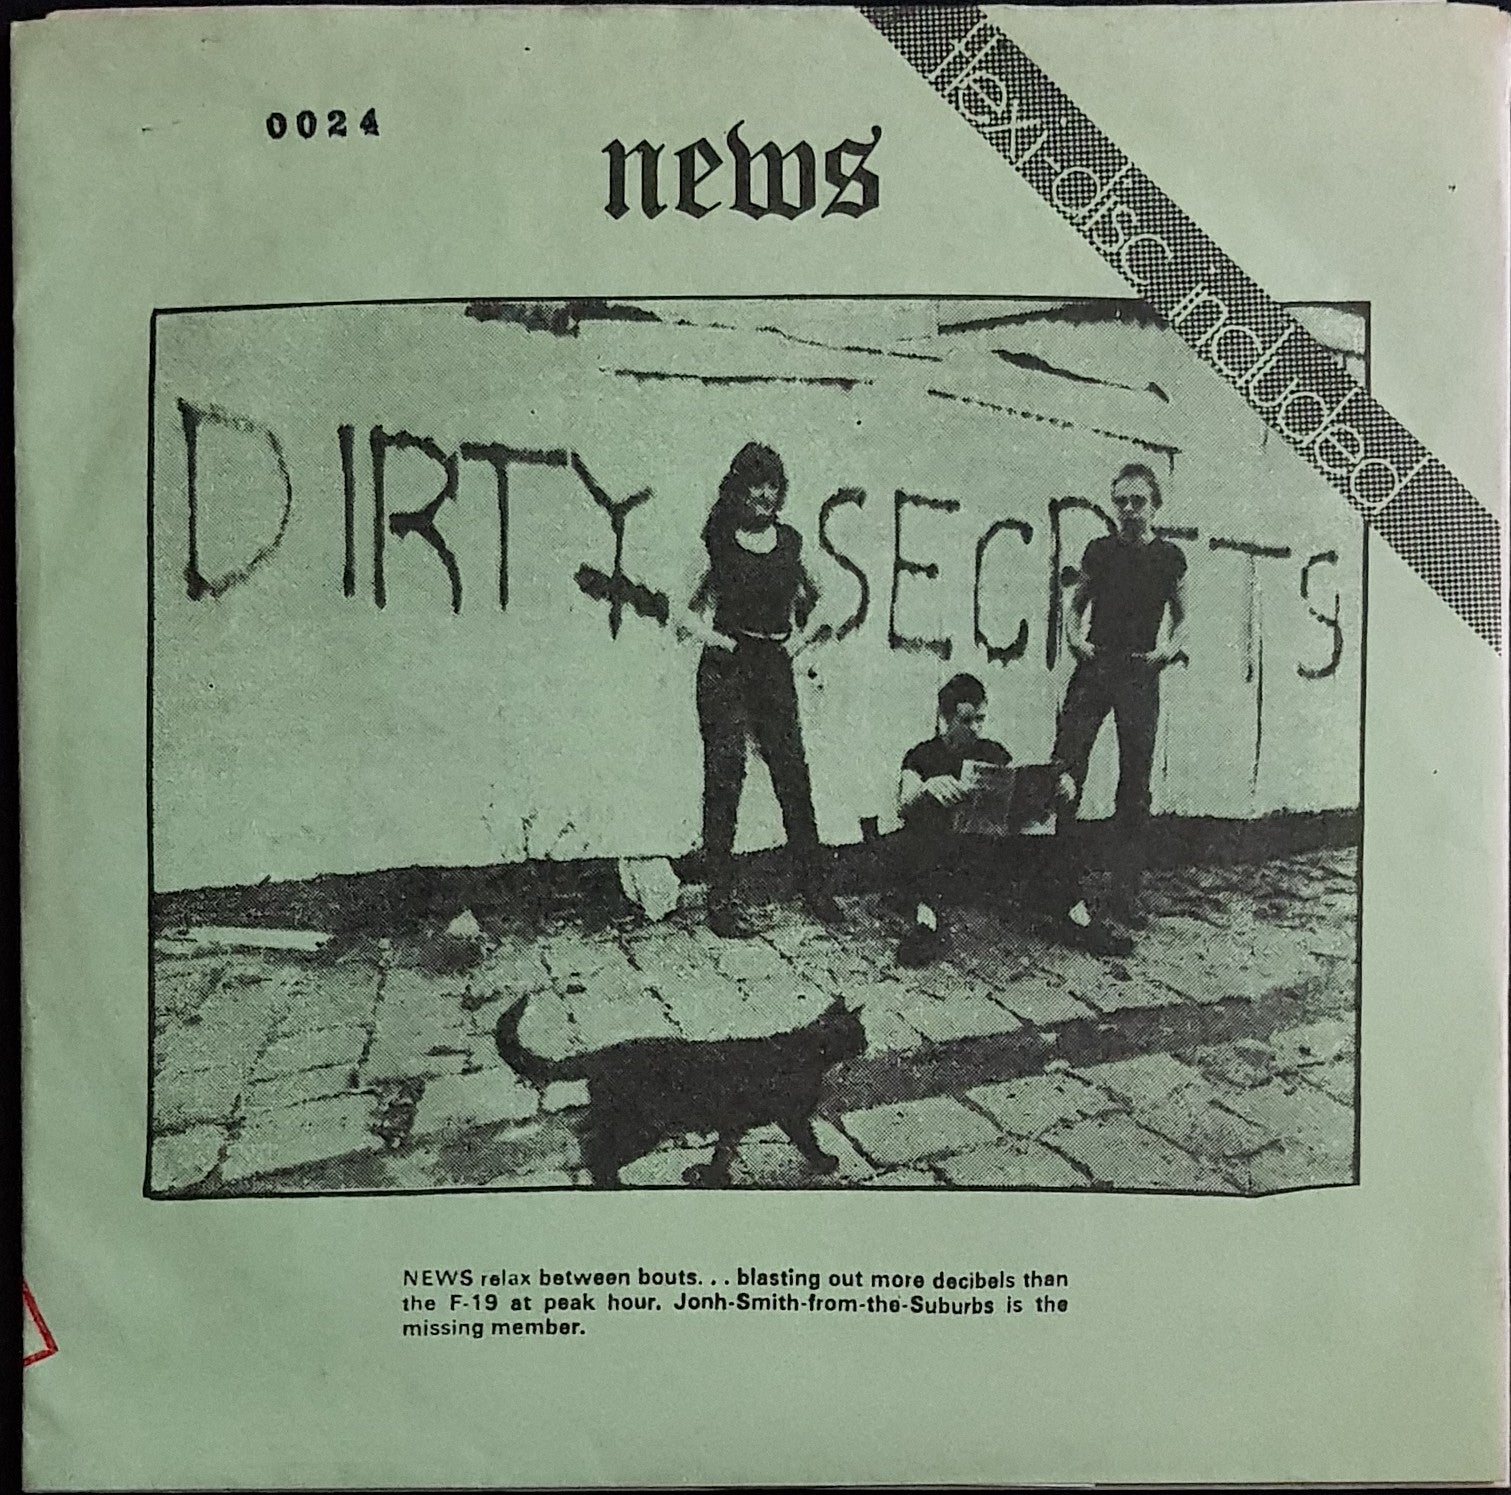 0024
news
flexi-disc included
DIRTY SECRETS
NEWS relax between bouts. . . blasting out more decibels than
the F-19 at peak hour. Jonh-Smith-from-the-Suburbs is the
missing member.